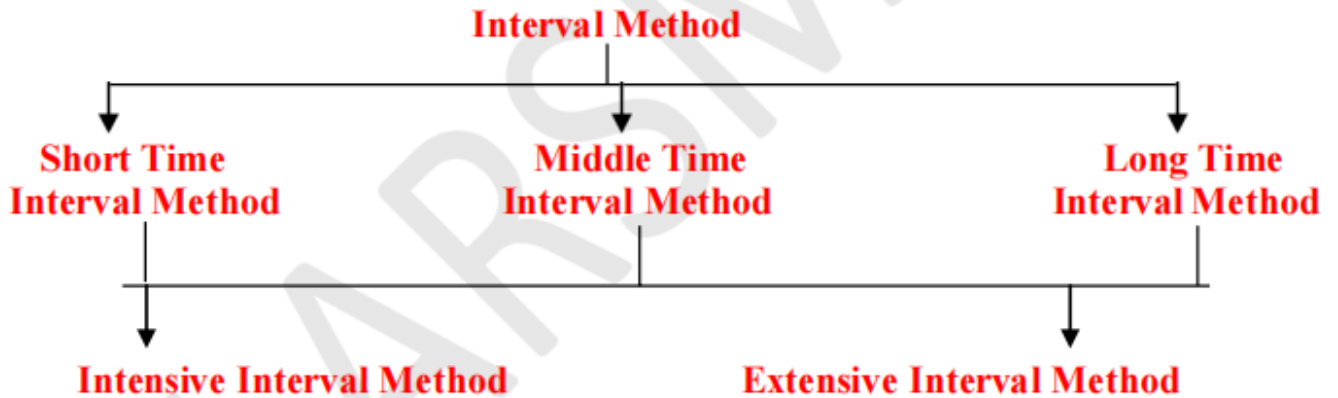 Interval Method
Short Time
Interval Method
Middle Time
Interval Method
Long Time
Interval Method
Intensive Interval Method
Extensive Interval Method